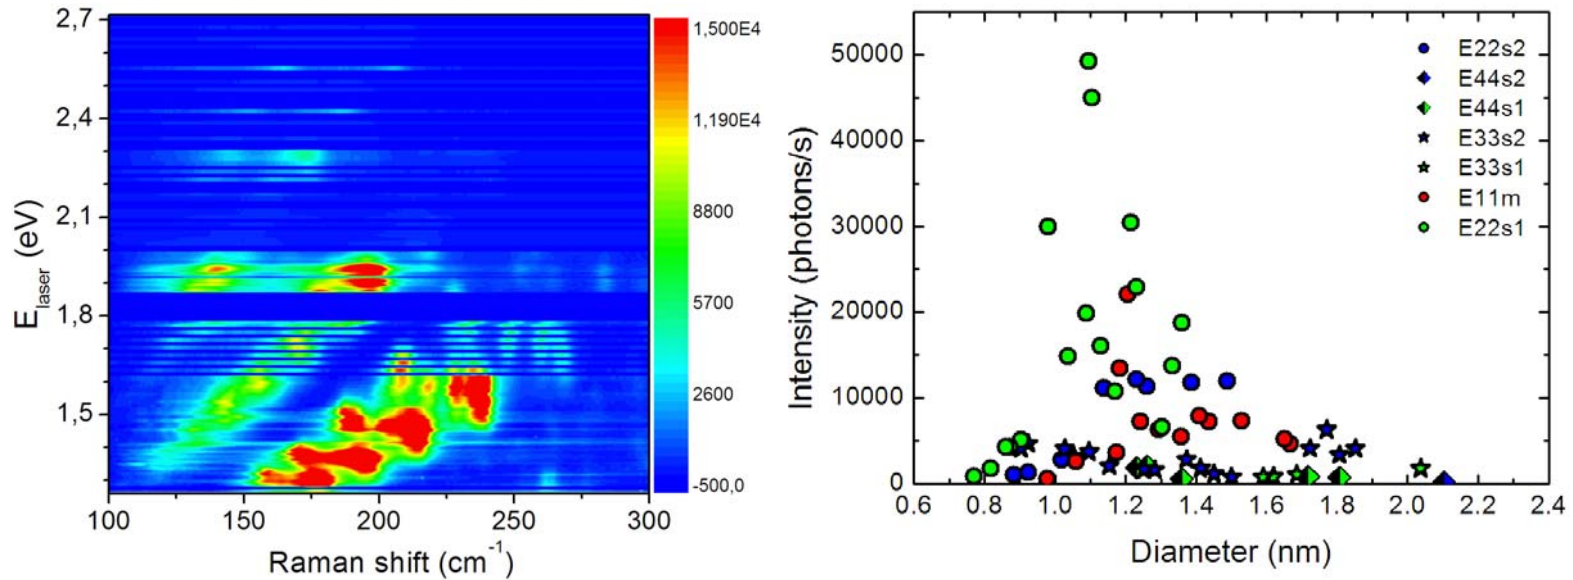 2,7
2,4
2,1
1,8
1,5
E_laser (eV)
100 150 200 250 300
Raman shift (cm⁻¹)
1,500E4
1,190E4
8800
5700
2600
-500,0
50000
40000
30000
20000
10000
0
Intensity (photons/s)
0.6 0.8 1.0 1.2 1.4 1.6 1.8 2.0 2.2 2.4
Diameter (nm)
E22s2
E44s2
E44s1
E33s2
E33s1
E11m
E22s1